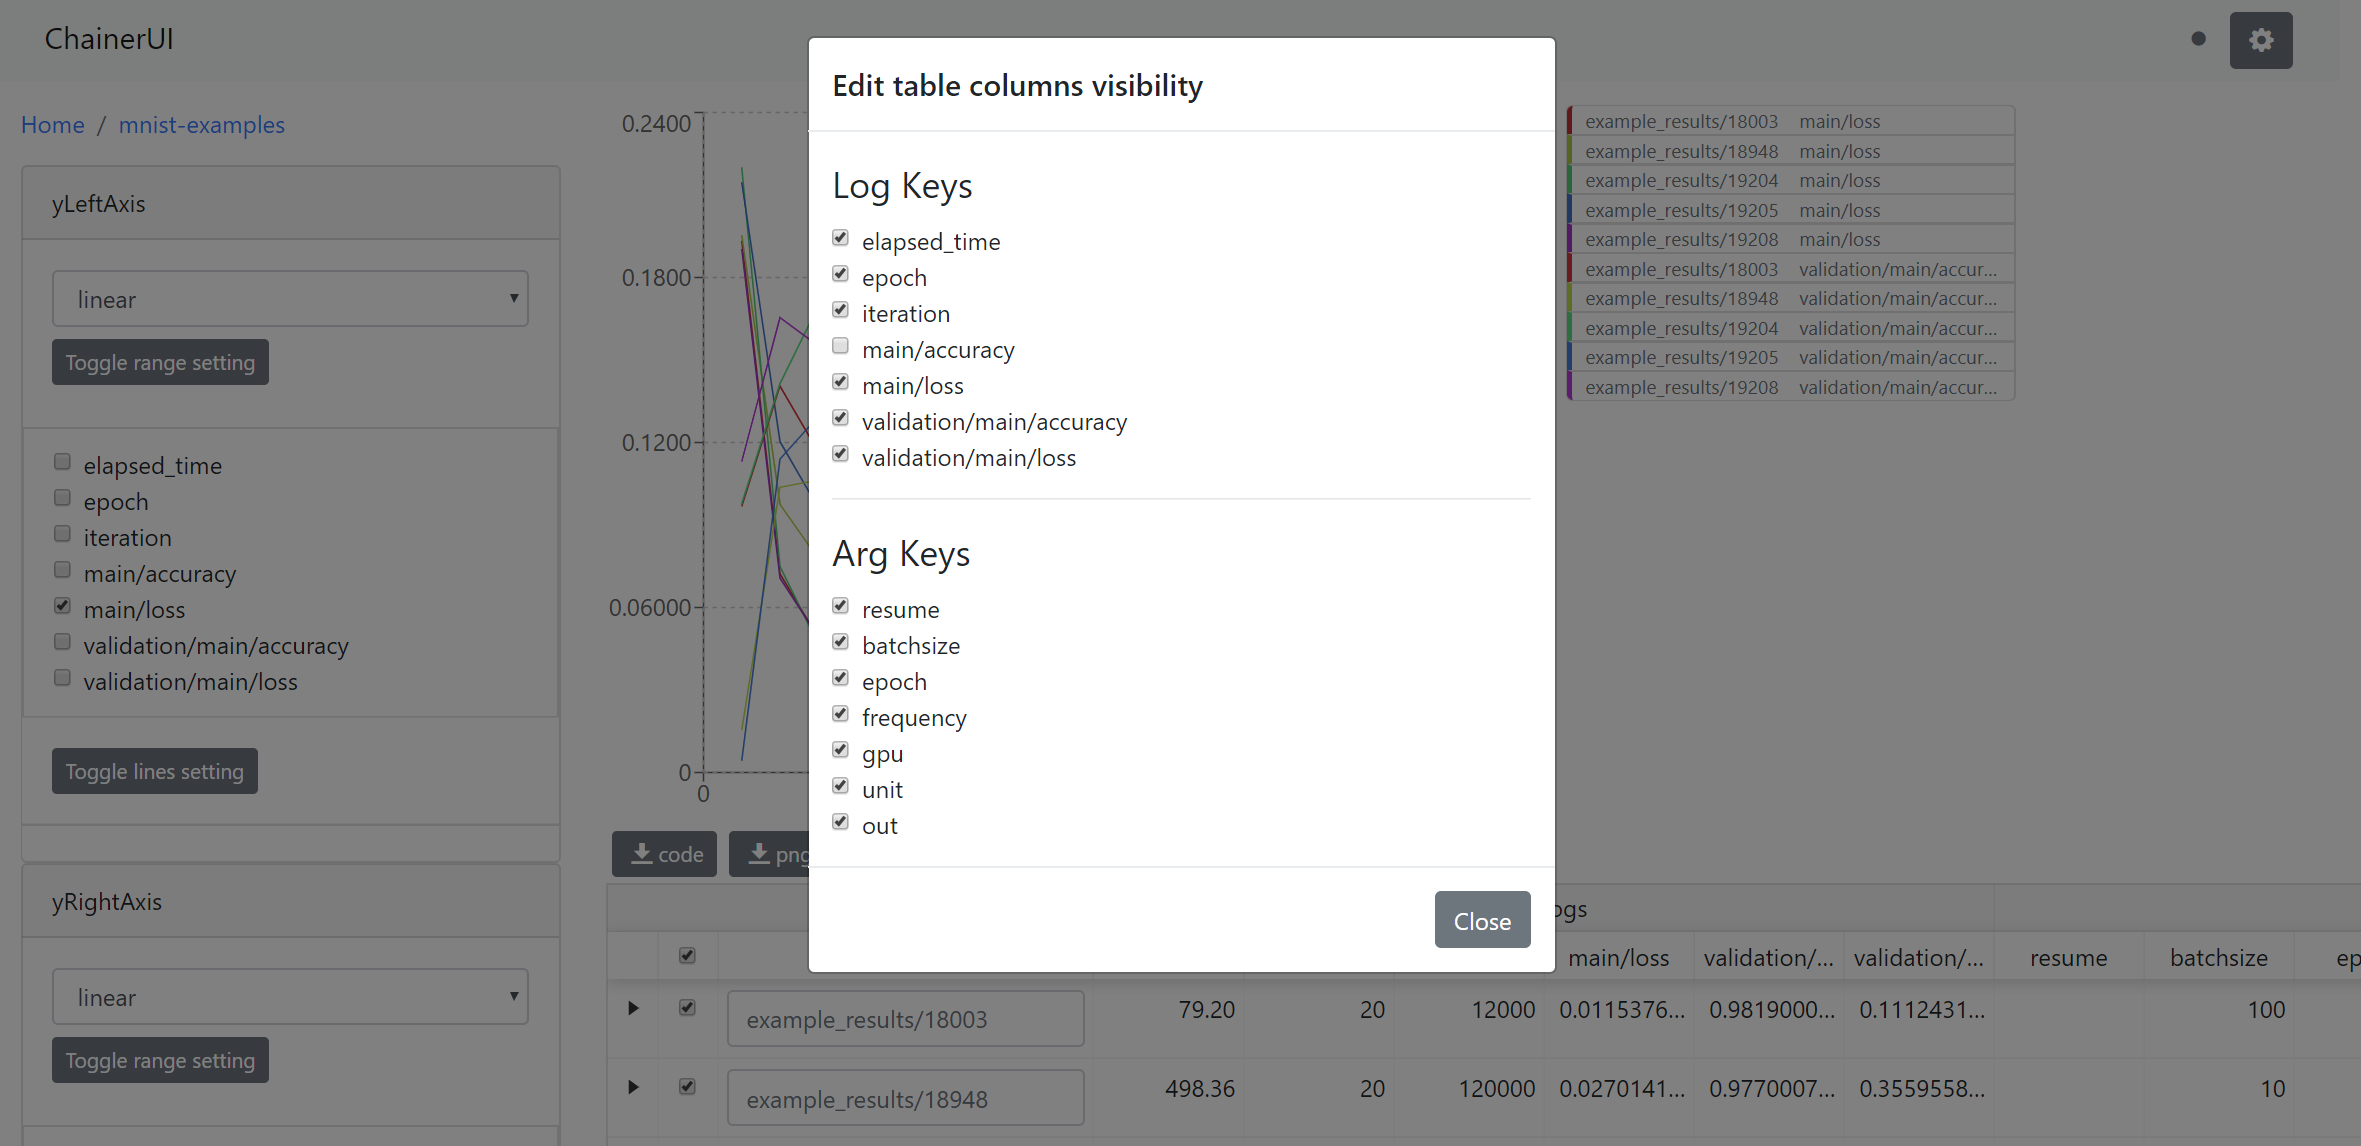 ChainerUI
Home / mnist-examples
yLeftAxis
linear
Toggle range setting
elapsed_time
epoch
iteration
main/accuracy
main/loss
validation/main/accuracy
validation/main/loss
Toggle lines setting
yRightAxis
linear
Toggle range setting
0.2400
0.1800
0.1200
0.06000
0
0
code
png
Edit table columns visibility
Log Keys
elapsed_time
epoch
iteration
main/accuracy
main/loss
validation/main/accuracy
validation/main/loss
Arg Keys
resume
batchsize
epoch
frequency
gpu
unit
out
Close
example_results/18003 main/loss
example_results/18948 main/loss
example_results/19204 main/loss
example_results/19205 main/loss
example_results/19208 main/loss
example_results/18003 validation/main/accur...
example_results/18948 validation/main/accur...
example_results/19204 validation/main/accur...
example_results/19205 validation/main/accur...
example_results/19208 validation/main/accur...
ogs
main/loss validation/... validation/... resume batchsize ep
example_results/18003 79.20 20 12000 0.0115376... 0.9819000... 0.1112431... 100
example_results/18948 498.36 20 120000 0.0270141... 0.9770007... 0.3559558... 10